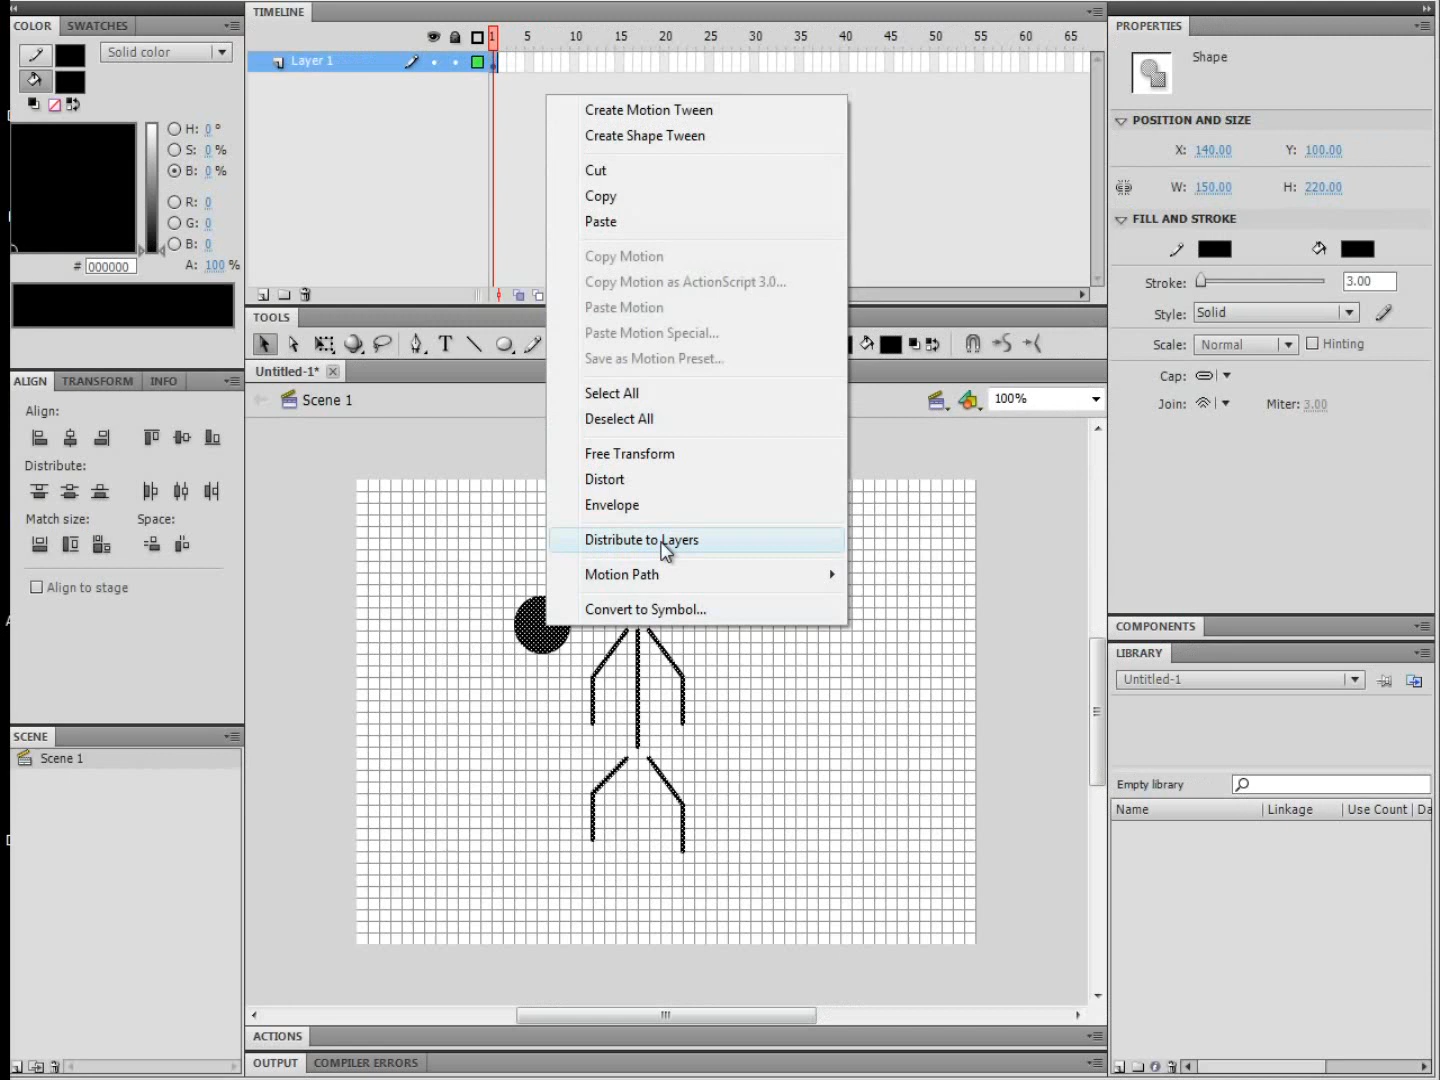 COLOR SWATCHES
Solid color
H: 0 °
S: 0 %
B: 0 %
R: 0
G: 0
B: 0
# 000000
A: 100 %
ALIGN TRANSFORM INFO
Align:
Distribute:
Match size: Space:
Align to stage
SCENE
Scene 1
TIMELINE
1 5 10 15 20 25 30 35 40 45 50 55 60 65
Layer 1
TOOLS
T
Untitled-1*
Scene 1
100%
Create Motion Tween
Create Shape Tween
Cut
Copy
Paste
Copy Motion
Copy Motion as ActionScript 3.0...
Paste Motion
Paste Motion Special...
Save as Motion Preset...
Select All
Deselect All
Free Transform
Distort
Envelope
Distribute to Layers
Motion Path
Convert to Symbol...
ACTIONS
OUTPUT COMPILER ERRORS
PROPERTIES
Shape
POSITION AND SIZE
X: 140.00 Y: 100.00
W: 150.00 H: 220.00
FILL AND STROKE
Stroke: 3.00
Style: Solid
Scale: Normal Hinting
Cap:
Join: Miter: 3.00
COMPONENTS
LIBRARY
Untitled-1
Empty library
Name Linkage Use Count Da